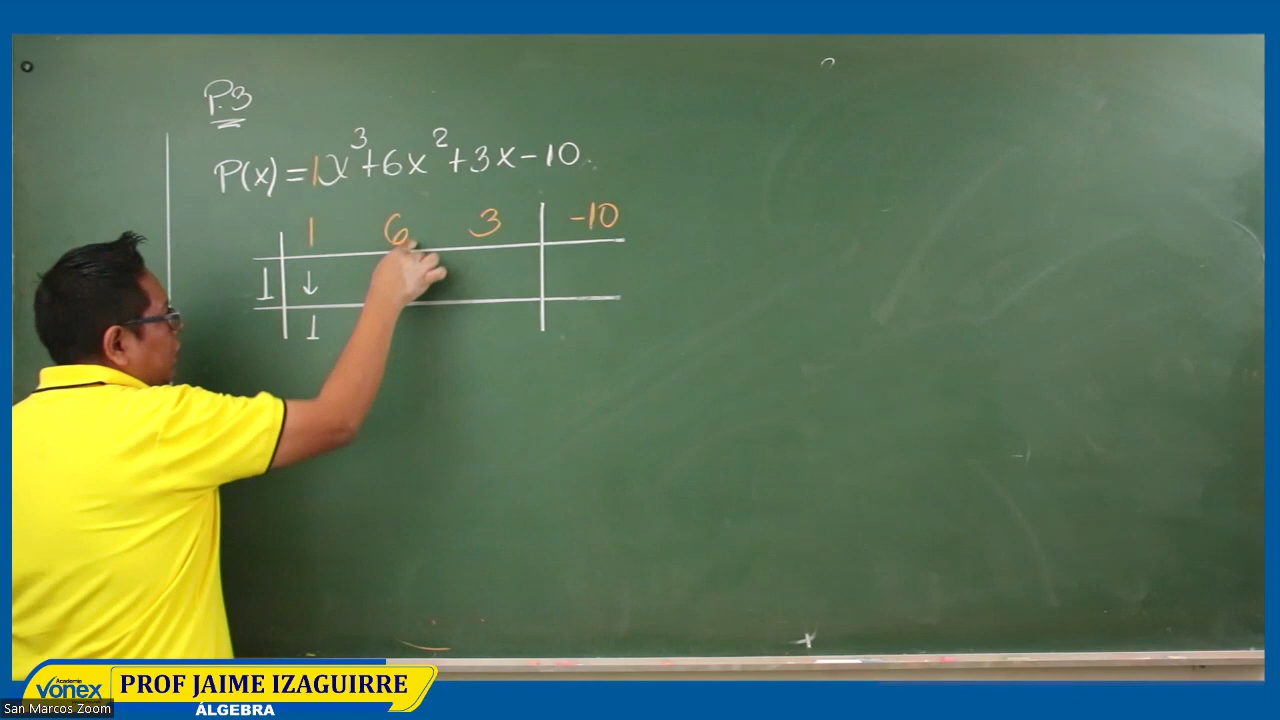 P.3
P(x) = 1x³ + 6x² + 3x - 10
1 6 3 -10
1 ↓
1
Academia
Vonex
PROF JAIME IZAGUIRRE
ÁLGEBRA
San Marcos Zoom